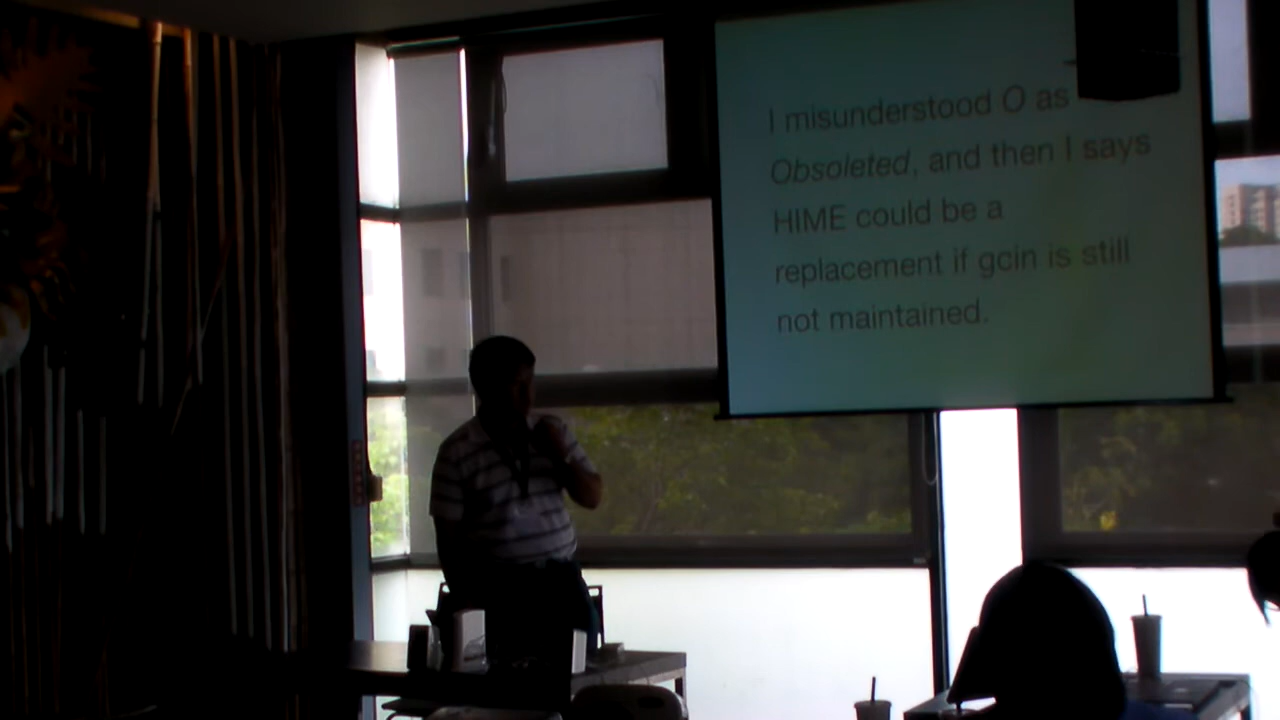 I misunderstood O as
Obsoleted, and then I says
HIME could be a
replacement if gcin is still
not maintained.